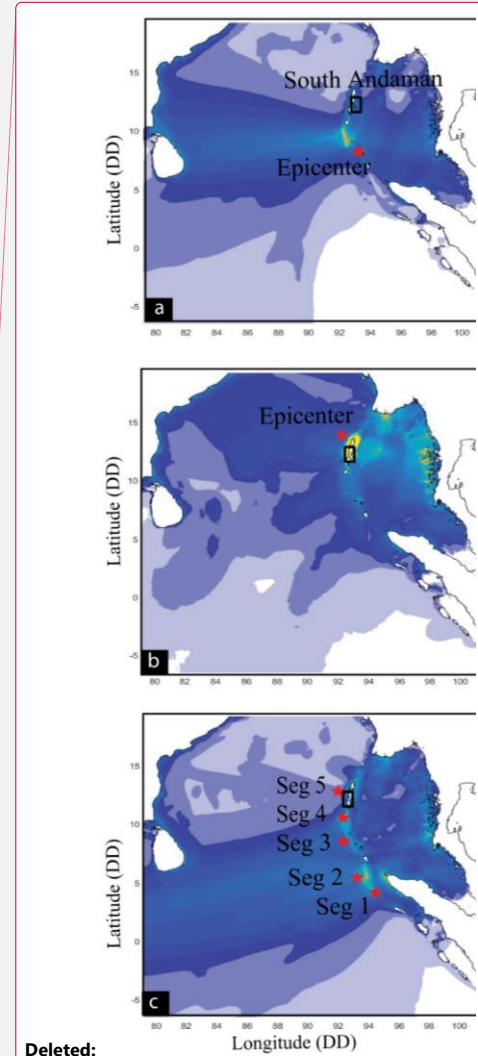 15
South Andaman
10
Epicenter
5
0
-5
Latitude (DD)
a
80 82 84 86 88 90 92 94 96 98 100
Epicenter
15
10
5
0
-5
Latitude (DD)
b
80 82 84 86 88 90 92 94 96 98 100
15
Seg 5
Seg 4
10
Seg 3
Seg 2
5
Seg 1
0
-5
Latitude (DD)
c
80 82 84 86 88 90 92 94 96 98 100
Deleted:
Longitude (DD)